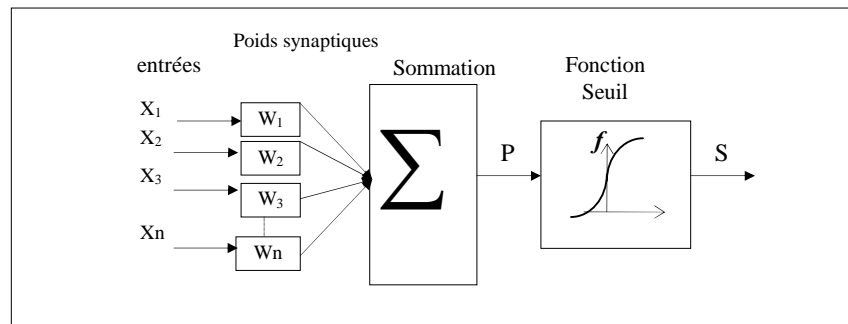 Poids synaptiques
entrées
Sommation
Fonction
Seuil
X1
W1
X2
W2
X3
W3
Xn
Wn
∑
P
f
S